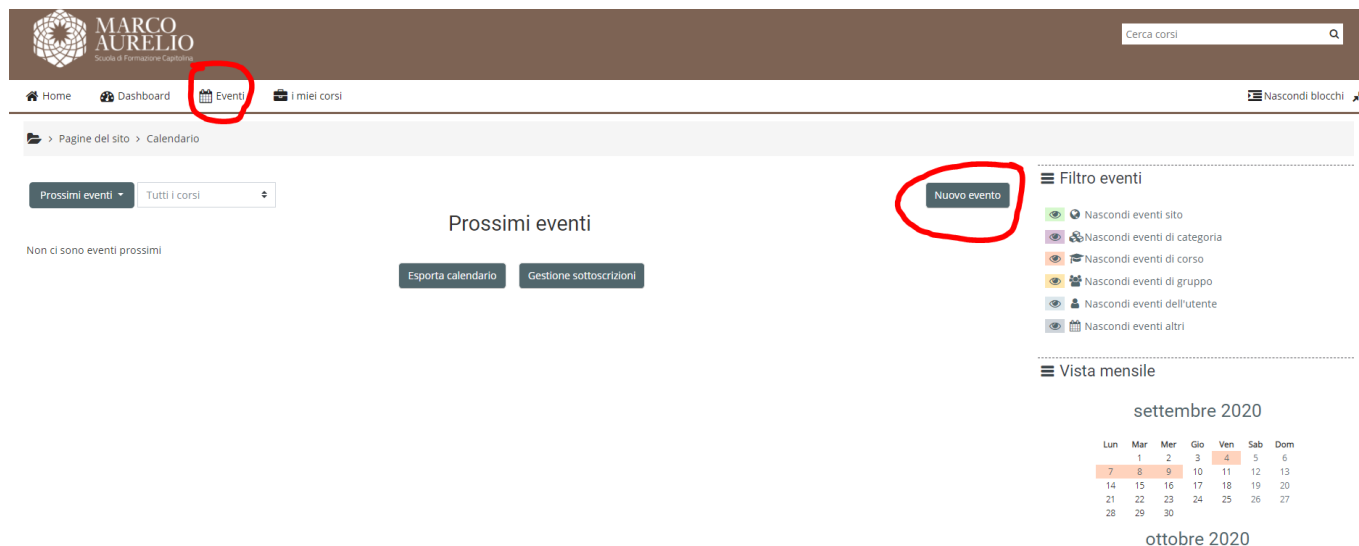 MARCO
AURELIO
Scuola di Formazione Capitolina
Cerca corsi
Home Dashboard Eventi i miei corsi
Nascondi blocchi
> Pagine del sito > Calendario
Prossimi eventi Tutti i corsi
Nuovo evento
Prossimi eventi
Non ci sono eventi prossimi
Esporta calendario Gestione sottoscrizioni
Filtro eventi
Nascondi eventi sito
Nascondi eventi di categoria
Nascondi eventi di corso
Nascondi eventi di gruppo
Nascondi eventi dell'utente
Nascondi eventi altri
Vista mensile
settembre 2020
Lun Mar Mer Gio Ven Sab Dom
1 2 3 4 5 6
7 8 9 10 11 12 13
14 15 16 17 18 19 20
21 22 23 24 25 26 27
28 29 30
ottobre 2020